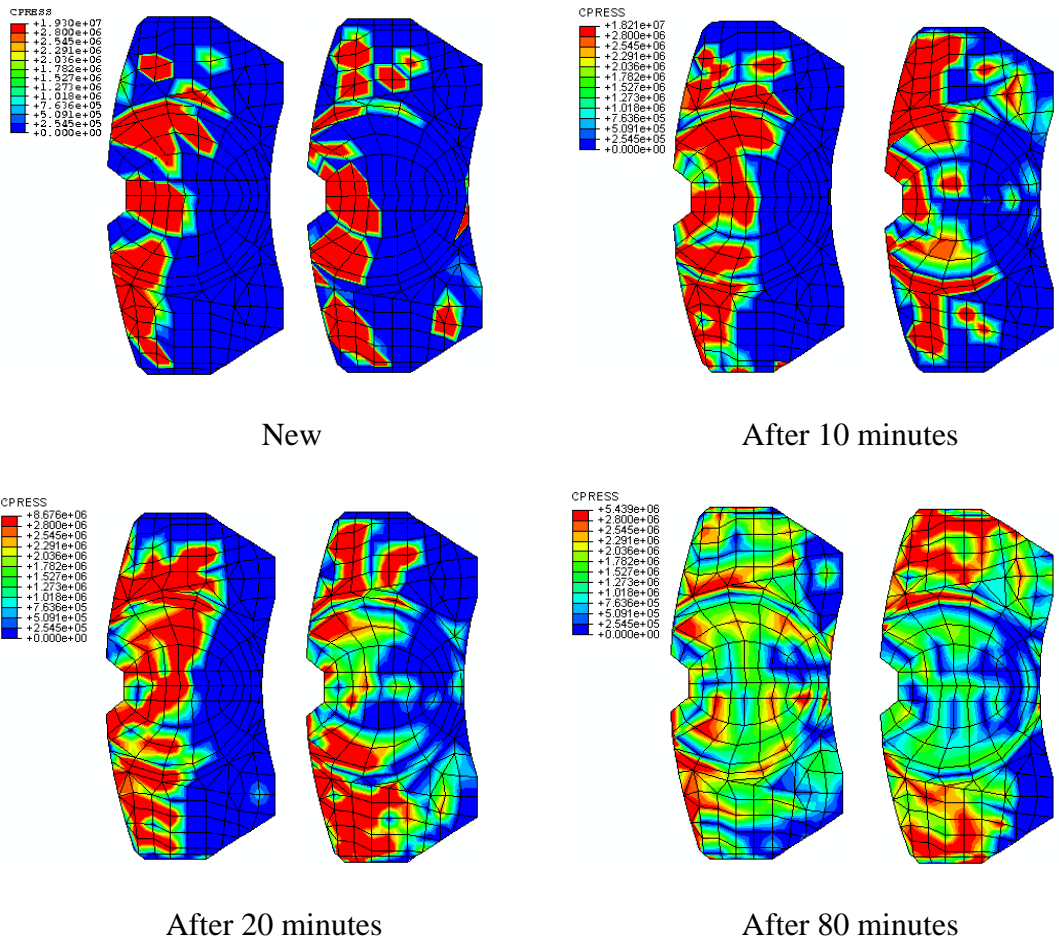 CPRESS
+1.930e+07
+2.800e+06
+2.545e+06
+2.291e+06
+2.036e+06
+1.782e+06
+1.527e+06
+1.273e+06
+1.018e+06
+7.636e+05
+5.091e+05
+2.545e+05
+0.000e+00
CPRESS
+1.821e+07
+2.800e+06
+2.545e+06
+2.291e+06
+2.036e+06
+1.782e+06
+1.527e+06
+1.273e+06
+1.018e+06
+7.636e+05
+5.091e+05
+2.545e+05
+0.000e+00
New
After 10 minutes
CPRESS
+8.676e+06
+2.800e+06
+2.545e+06
+2.291e+06
+2.036e+06
+1.782e+06
+1.527e+06
+1.273e+06
+1.018e+06
+7.636e+05
+5.091e+05
+2.545e+05
+0.000e+00
CPRESS
+5.439e+06
+2.800e+06
+2.545e+06
+2.291e+06
+2.036e+06
+1.782e+06
+1.527e+06
+1.273e+06
+1.018e+06
+7.636e+05
+5.091e+05
+2.545e+05
+0.000e+00
After 20 minutes
After 80 minutes